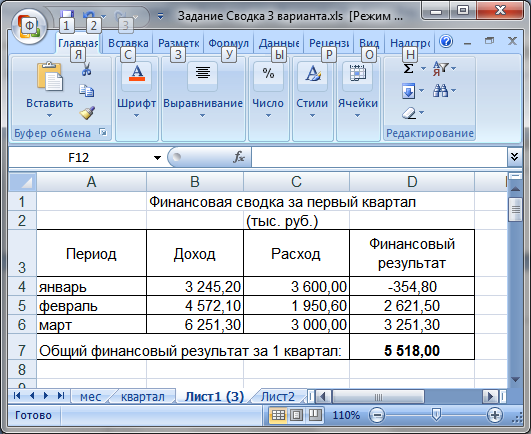 Задание Сводка 3 варианта.xls [Режим ...
1 2 3
Главная Вставка Разметк Формул Данные Рецензи Вид Надстро
Я С З У Ы Р О Н
Вставить Шрифт Выравнивание Число Стили Ячейки
Буфер обмена Редактирование
F12 fx
A B C D
1 Финансовая сводка за первый квартал
2 (тыс. руб.)
3 Период Доход Расход Финансовый
результат
4 январь 3 245,20 3 600,00 -354,80
5 февраль 4 572,10 1 950,60 2 621,50
6 март 6 251,30 3 000,00 3 251,30
7 Общий финансовый результат за 1 квартал: 5 518,00
8
9
мес квартал Лист1 (3) Лист2
Готово 110%